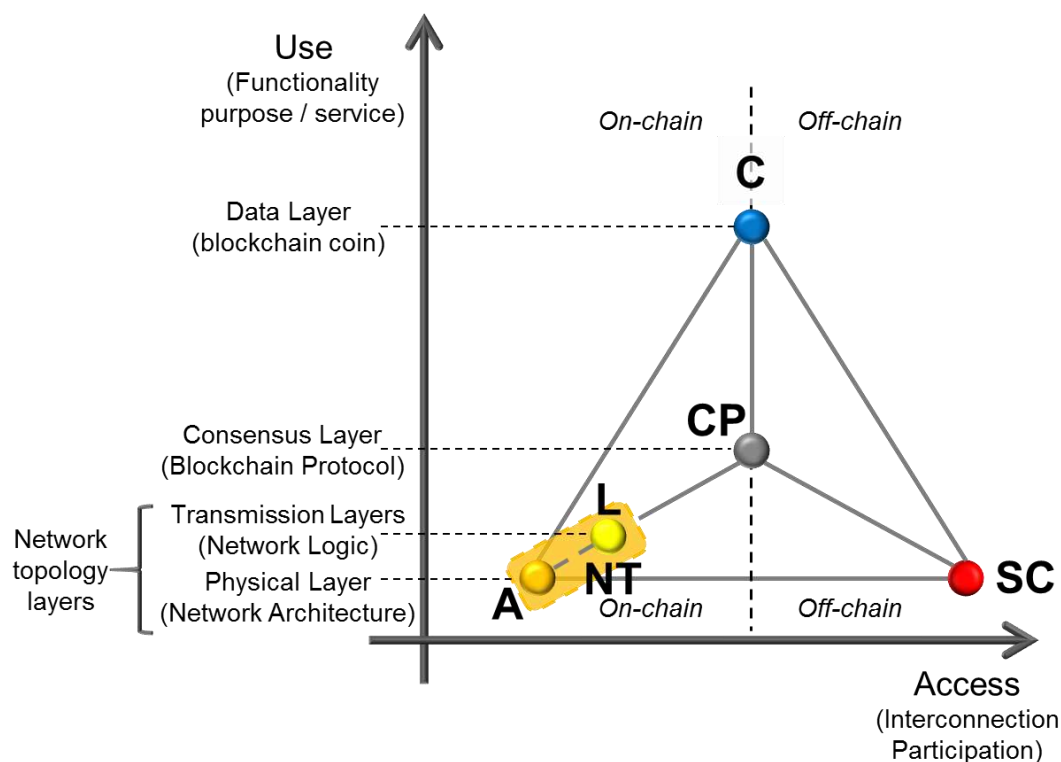 Use
(Functionality
purpose / service)
On-chain
Off-chain
C
Data Layer
(blockchain coin)
CP
Consensus Layer
(Blockchain Protocol)
L
Transmission Layers
(Network Logic)
Network
topology
layers
NT
Physical Layer
(Network Architecture)
A
SC
On-chain
Off-chain
Access
(Interconnection
Participation)